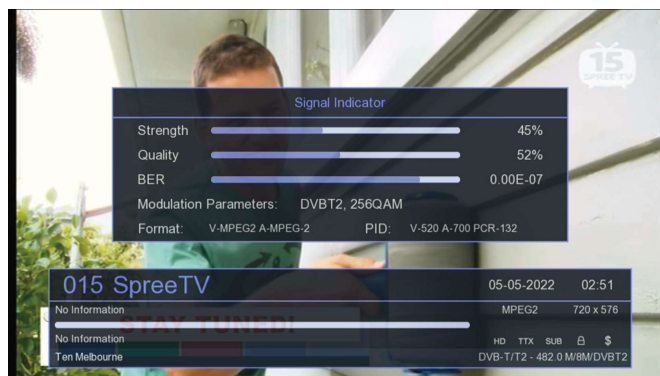 15
SPREETV
Signal Indicator
Strength 45%
Quality 52%
BER 0.00E-07
Modulation Parameters: DVBT2, 256QAM
Format: V-MPEG2 A-MPEG-2 PID: V-520 A-700 PCR-132
015 SpreeTV 05-05-2022 02:51
No Information MPEG2 720 x 576
STAY TUNED!
No Information HD TTX SUB $
Ten Melbourne DVB-T/T2 - 482.0 M/8M/DVBT2